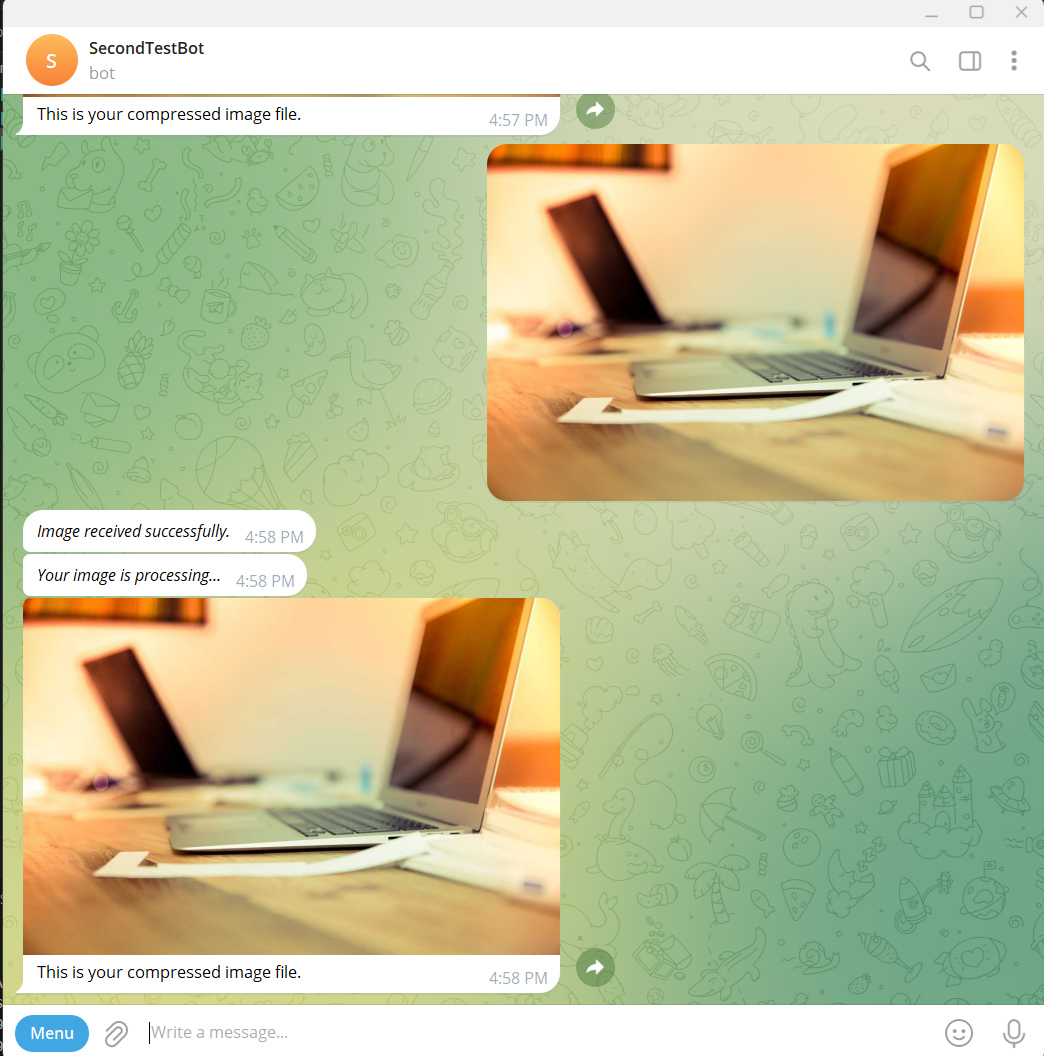 S
SecondTestBot
bot
This is your compressed image file.
4:57 PM
Image received successfully. 4:58 PM
Your image is processing... 4:58 PM
This is your compressed image file.
4:58 PM
Menu
Write a message...